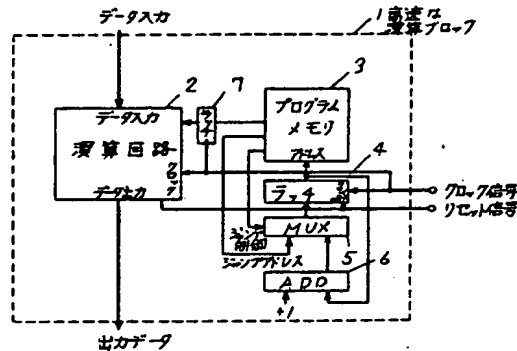 データ入力
1 高速な
演算ブロック
2
7
3
データ入力
ラッチ
プログラム
メモリ
演算回路
アドレス
4
データ出力
ラッチ
クロック信号
リセット信号
ジャンプ
制御
MUX
ジャンプアドレス
5
6
ADD
+1
出力データ